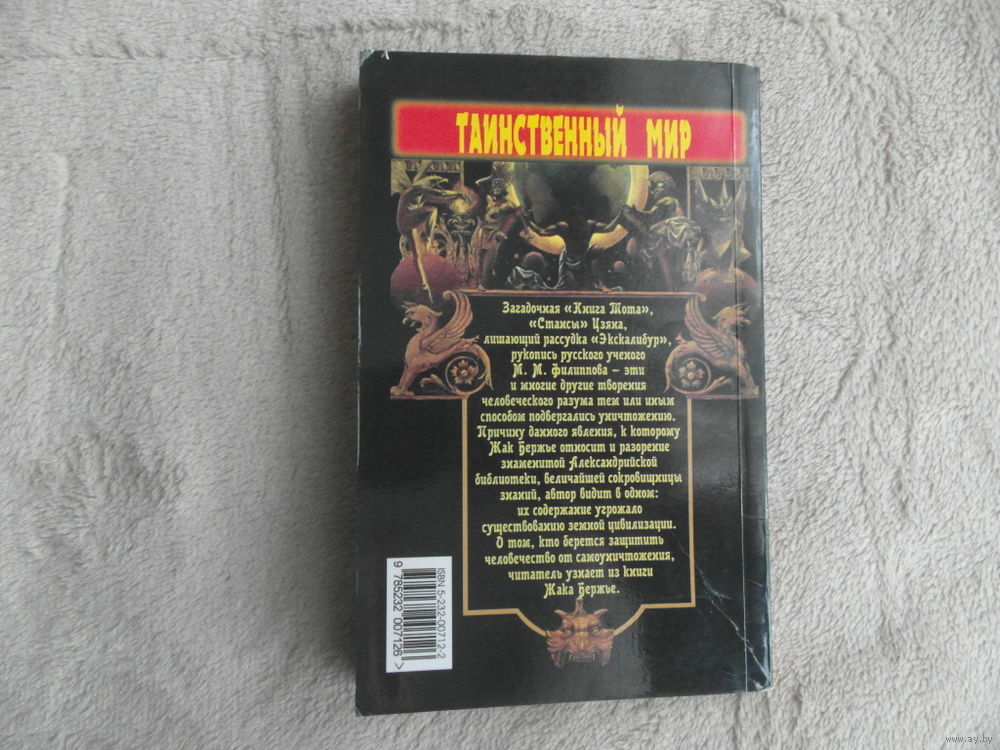 ТАИНСТВЕННЫЙ МИР
Загадочная «Книга Тота»,
«Стансы» Цзяна,
лишающий рассудка «Экскалибур»,
рукопись русского ученого
М. М. Филиппова – эти
и многие другие творения
человеческого разума тем или иным
способом подвергались уничтожению.
Причину данного явления, к которому
Жак Бержье относит и разорение
знаменитой Александрийской
библиотеки, величайшей сокровищницы
знаний, автор видит в одном:
их содержание угрожало
существованию земной цивилизации.
О том, кто берется защитить
человечество от самоуничтожения,
читатель узнает из книги
Жака Бержье.
ISBN 5-232-00712-2
9 785232 007126 >
www.ay.by